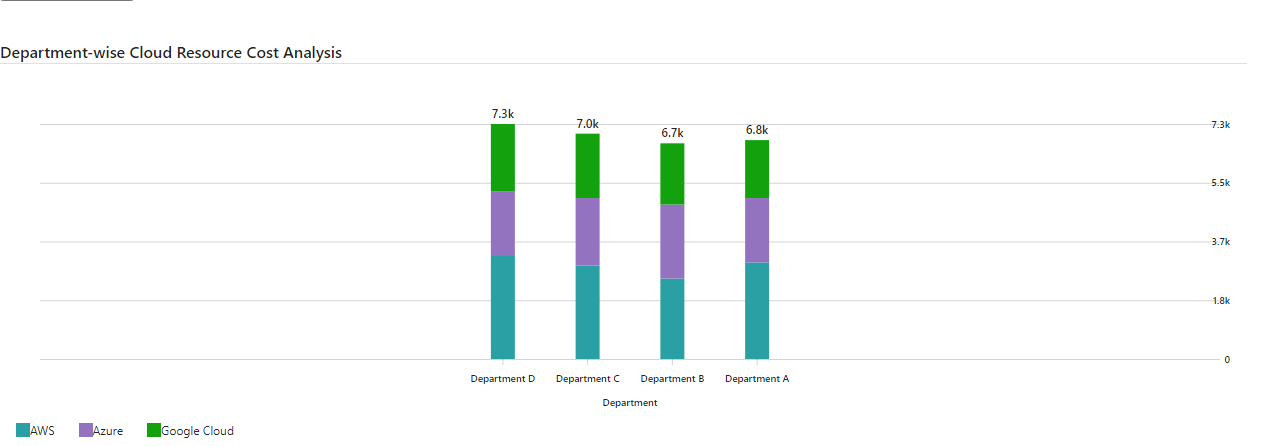 Department-wise Cloud Resource Cost Analysis
7.3k
7.0k
6.7k
6.8k
7.3k
5.5k
3.7k
1.8k
0
Department D
Department C
Department B
Department A
Department
AWS
Azure
Google Cloud